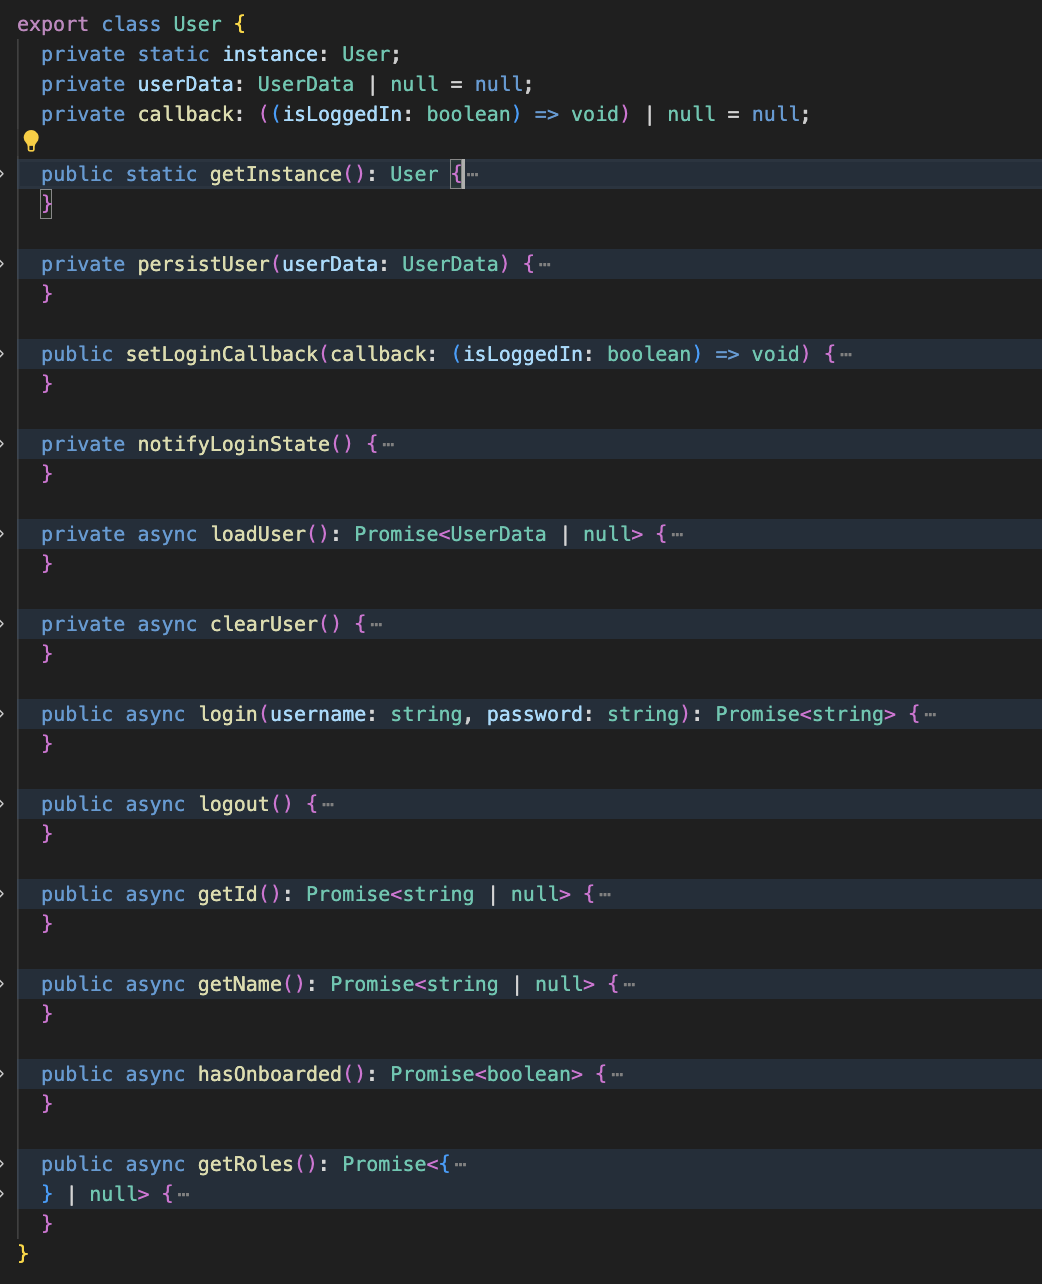 export class User {
private static instance: User;
private userData: UserData | null = null;
private callback: ((isLoggedIn: boolean) => void) | null = null;
public static getInstance(): User {⋯
}
private persistUser(userData: UserData) {⋯
}
public setLoginCallback(callback: (isLoggedIn: boolean) => void) {⋯
}
private notifyLoginState() {⋯
}
private async loadUser(): Promise<UserData | null> {⋯
}
private async clearUser() {⋯
}
public async login(username: string, password: string): Promise<string> {⋯
}
public async logout() {⋯
}
public async getId(): Promise<string | null> {⋯
}
public async getName(): Promise<string | null> {⋯
}
public async hasOnboarded(): Promise<boolean> {⋯
}
public async getRoles(): Promise<{⋯
} | null> {⋯
}
}